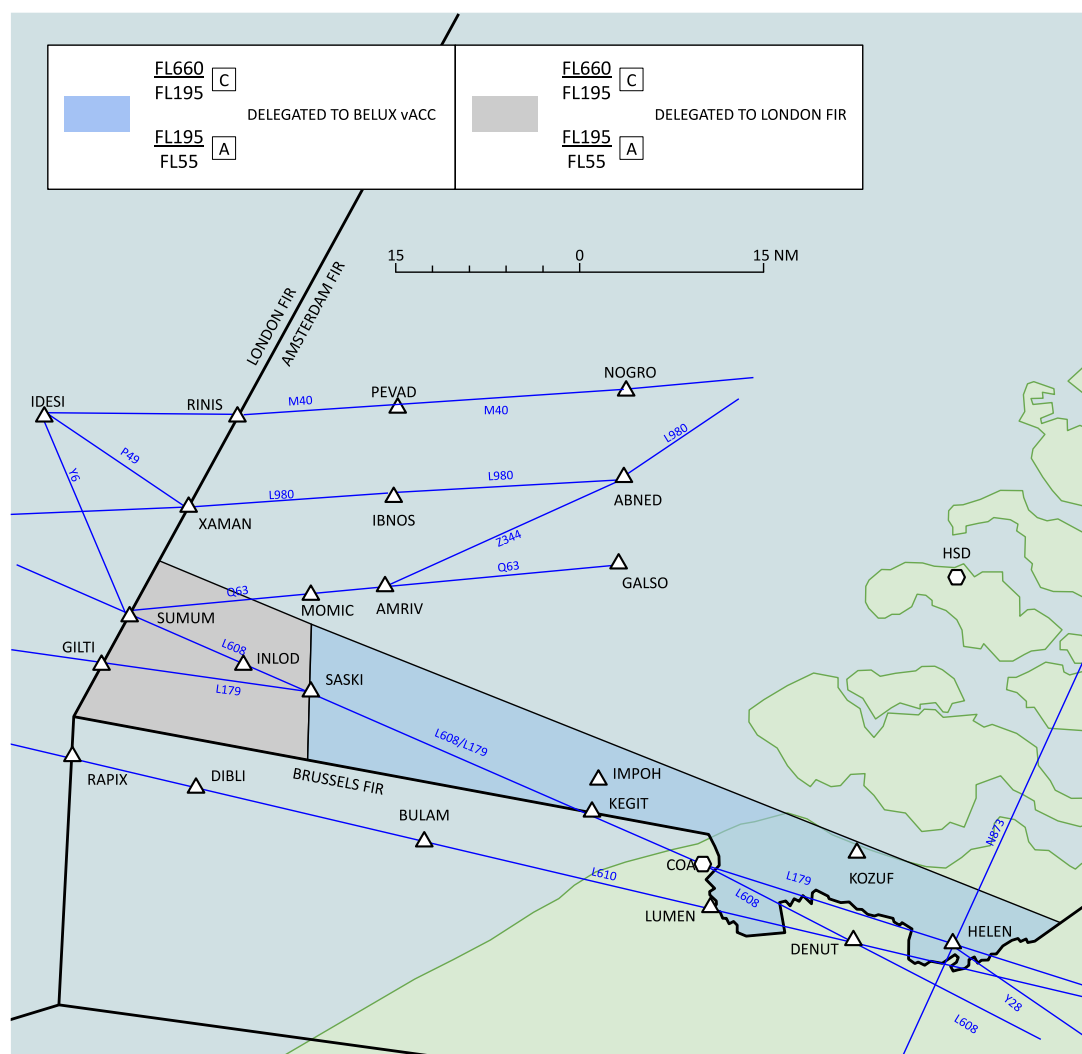 FL660
FL195
C
DELEGATED TO BELUX vACC
FL195
FL55
A
FL660
FL195
C
DELEGATED TO LONDON FIR
FL195
FL55
A
15
0
15 NM
LONDON FIR
AMSTERDAM FIR
NOGRO
PEVAD
IDESI
RINIS
M40
M40
P49
Y6
L980
L980
L980
XAMAN
IBNOS
ABNED
Z344
HSD
Q63
Q63
GALSO
MOMIC
AMRIV
SUMUM
GILTI
L608
INLOD
L179
SASKI
L608/L179
RAPIX
DIBLI
BRUSSELS FIR
IMPOH
KEGIT
BULAM
N873
COA
L610
L179
KOZUF
L608
LUMEN
DENUT
HELEN
Y28
L608